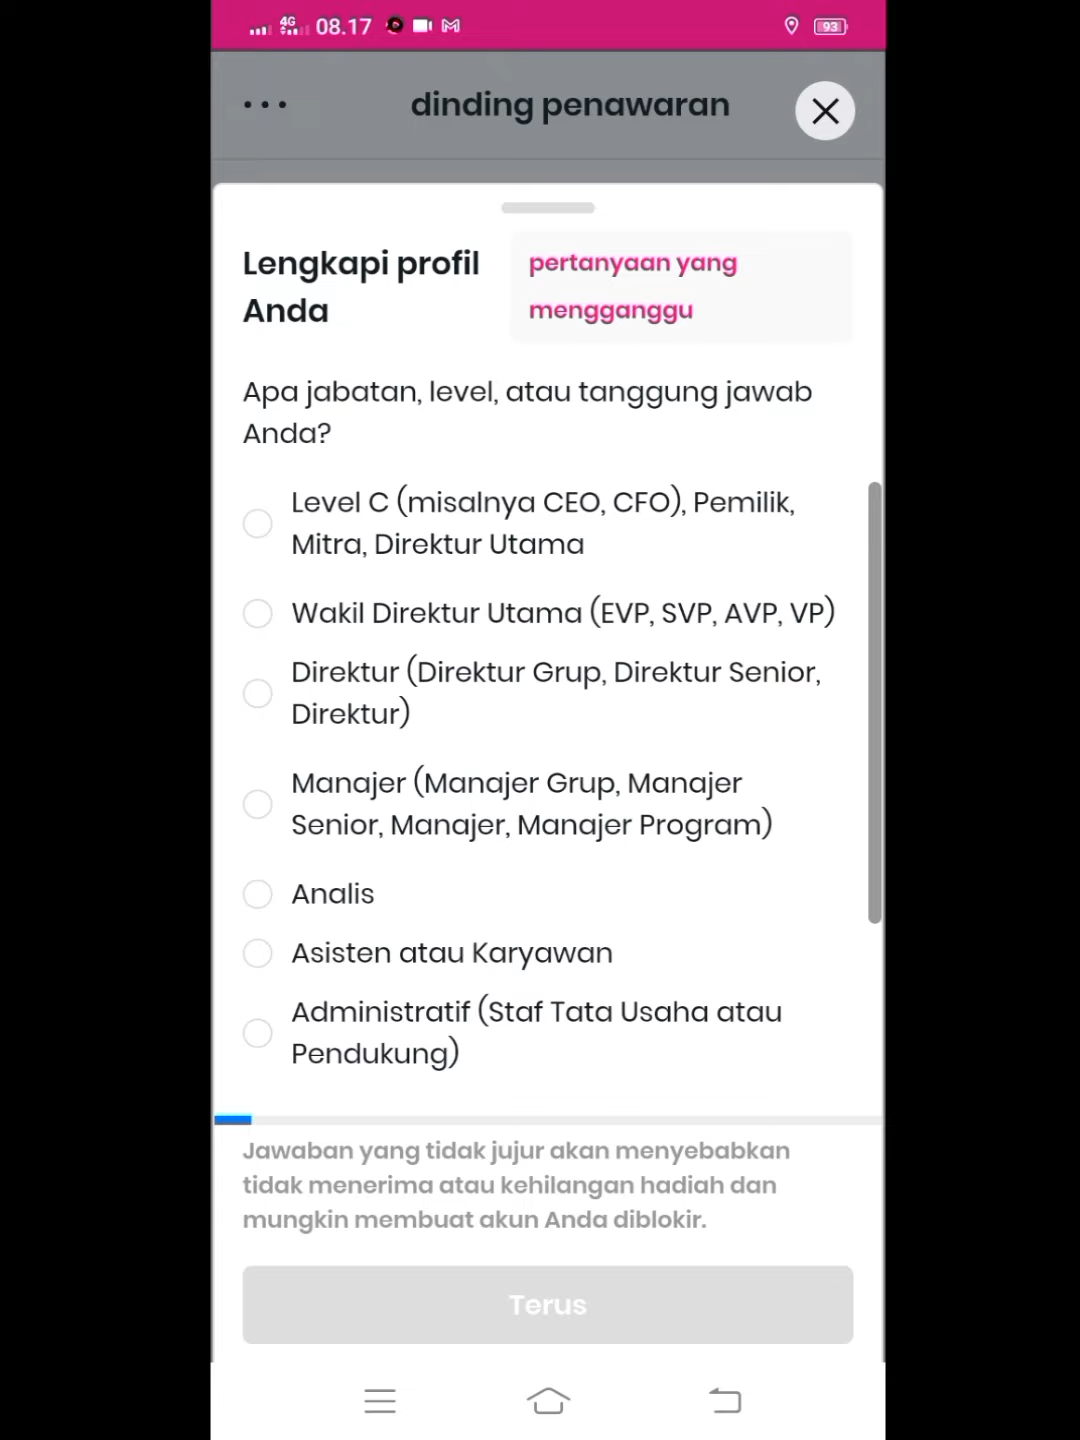 4G 08.17 93
dinding penawaran
Lengkapi profil
Anda
pertanyaan yang
mengganggu
Apa jabatan, level, atau tanggung jawab
Anda?
Level C (misalnya CEO, CFO), Pemilik,
Mitra, Direktur Utama
Wakil Direktur Utama (EVP, SVP, AVP, VP)
Direktur (Direktur Grup, Direktur Senior,
Direktur)
Manajer (Manajer Grup, Manajer
Senior, Manajer, Manajer Program)
Analis
Asisten atau Karyawan
Administratif (Staf Tata Usaha atau
Pendukung)
Jawaban yang tidak jujur akan menyebabkan
tidak menerima atau kehilangan hadiah dan
mungkin membuat akun Anda diblokir.
Terus